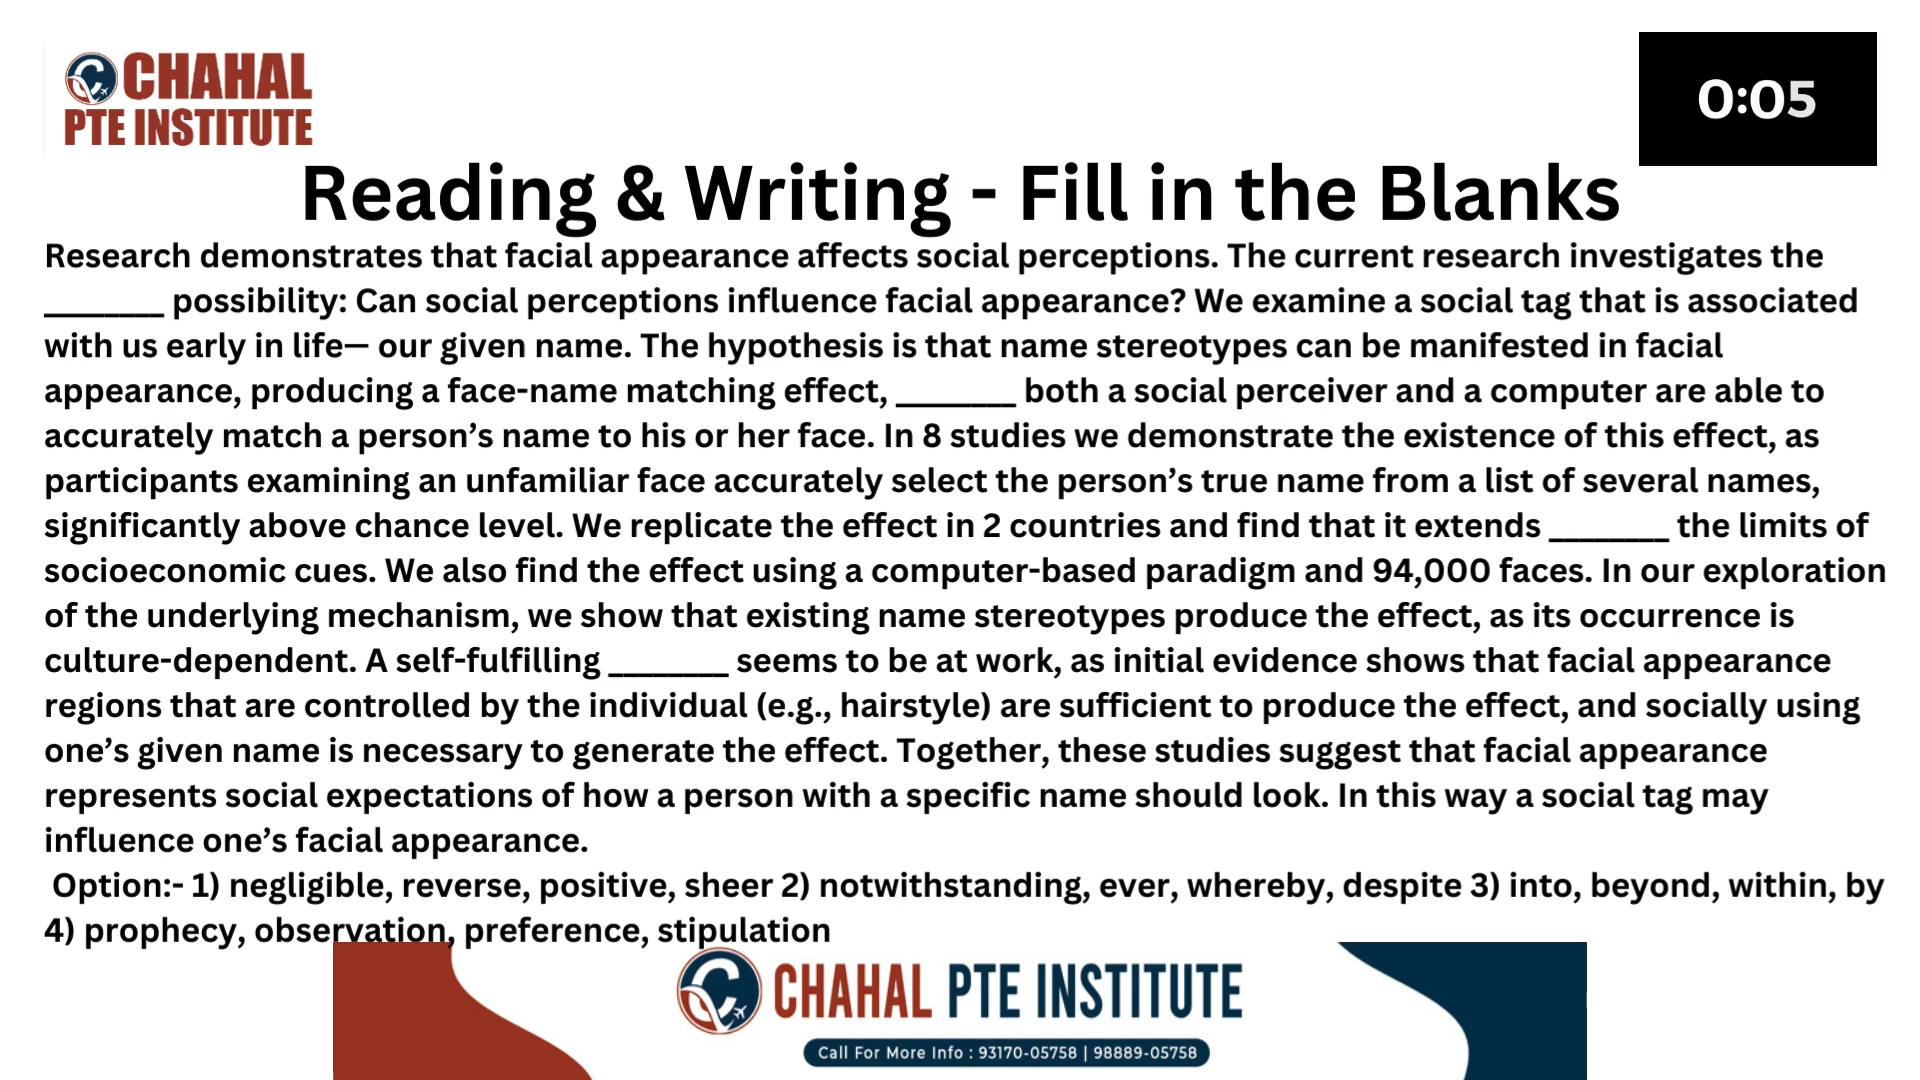 CHAHAL
PTE INSTITUTE
0:05
Reading & Writing - Fill in the Blanks
Research demonstrates that facial appearance affects social perceptions. The current research investigates the
________ possibility: Can social perceptions influence facial appearance? We examine a social tag that is associated
with us early in life— our given name. The hypothesis is that name stereotypes can be manifested in facial
appearance, producing a face-name matching effect, ________ both a social perceiver and a computer are able to
accurately match a person’s name to his or her face. In 8 studies we demonstrate the existence of this effect, as
participants examining an unfamiliar face accurately select the person’s true name from a list of several names,
significantly above chance level. We replicate the effect in 2 countries and find that it extends ________ the limits of
socioeconomic cues. We also find the effect using a computer-based paradigm and 94,000 faces. In our exploration
of the underlying mechanism, we show that existing name stereotypes produce the effect, as its occurrence is
culture-dependent. A self-fulfilling ________ seems to be at work, as initial evidence shows that facial appearance
regions that are controlled by the individual (e.g., hairstyle) are sufficient to produce the effect, and socially using
one’s given name is necessary to generate the effect. Together, these studies suggest that facial appearance
represents social expectations of how a person with a specific name should look. In this way a social tag may
influence one’s facial appearance.
Option:- 1) negligible, reverse, positive, sheer 2) notwithstanding, ever, whereby, despite 3) into, beyond, within, by
4) prophecy, observation, preference, stipulation
CHAHAL PTE INSTITUTE
Call For More Info : 93170-05758 | 98889-05758